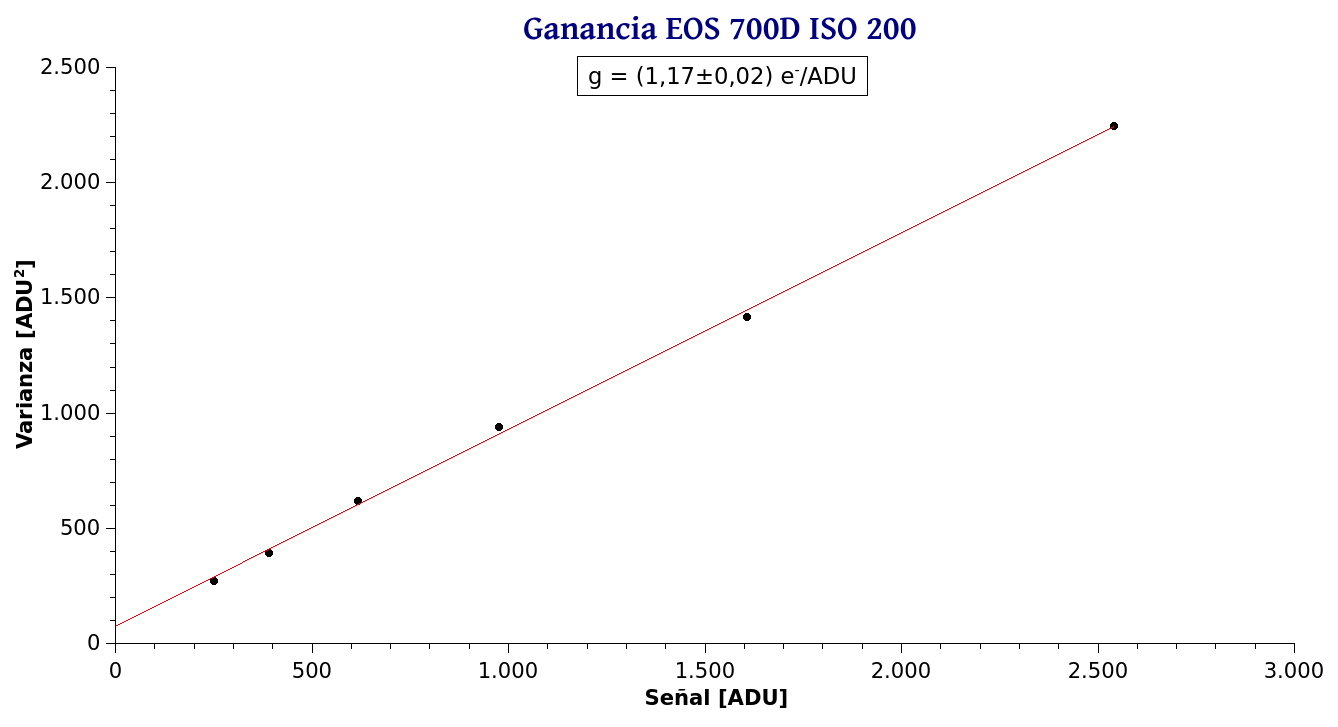 Ganancia EOS 700D ISO 200
g = (1,17±0,02) e⁻/ADU
2.500
2.000
1.500
1.000
500
0
Varianza [ADU²]
0 500 1.000 1.500 2.000 2.500 3.000
Señal [ADU]